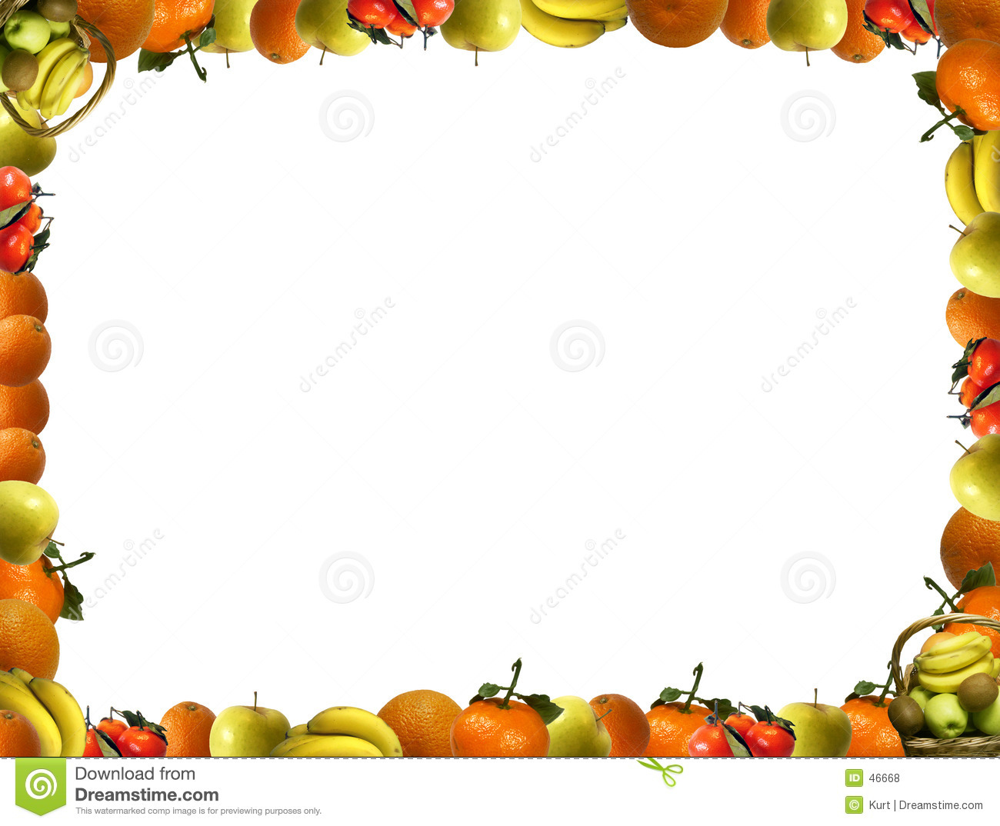 dreamstime
dreamstime
dreamstime
dreamstime
dreamstime
dreamstime
dreamstime
Download from
Dreamstime.com
This watermarked comp image is for previewing purposes only.
ID 46668
© Kurt | Dreamstime.com